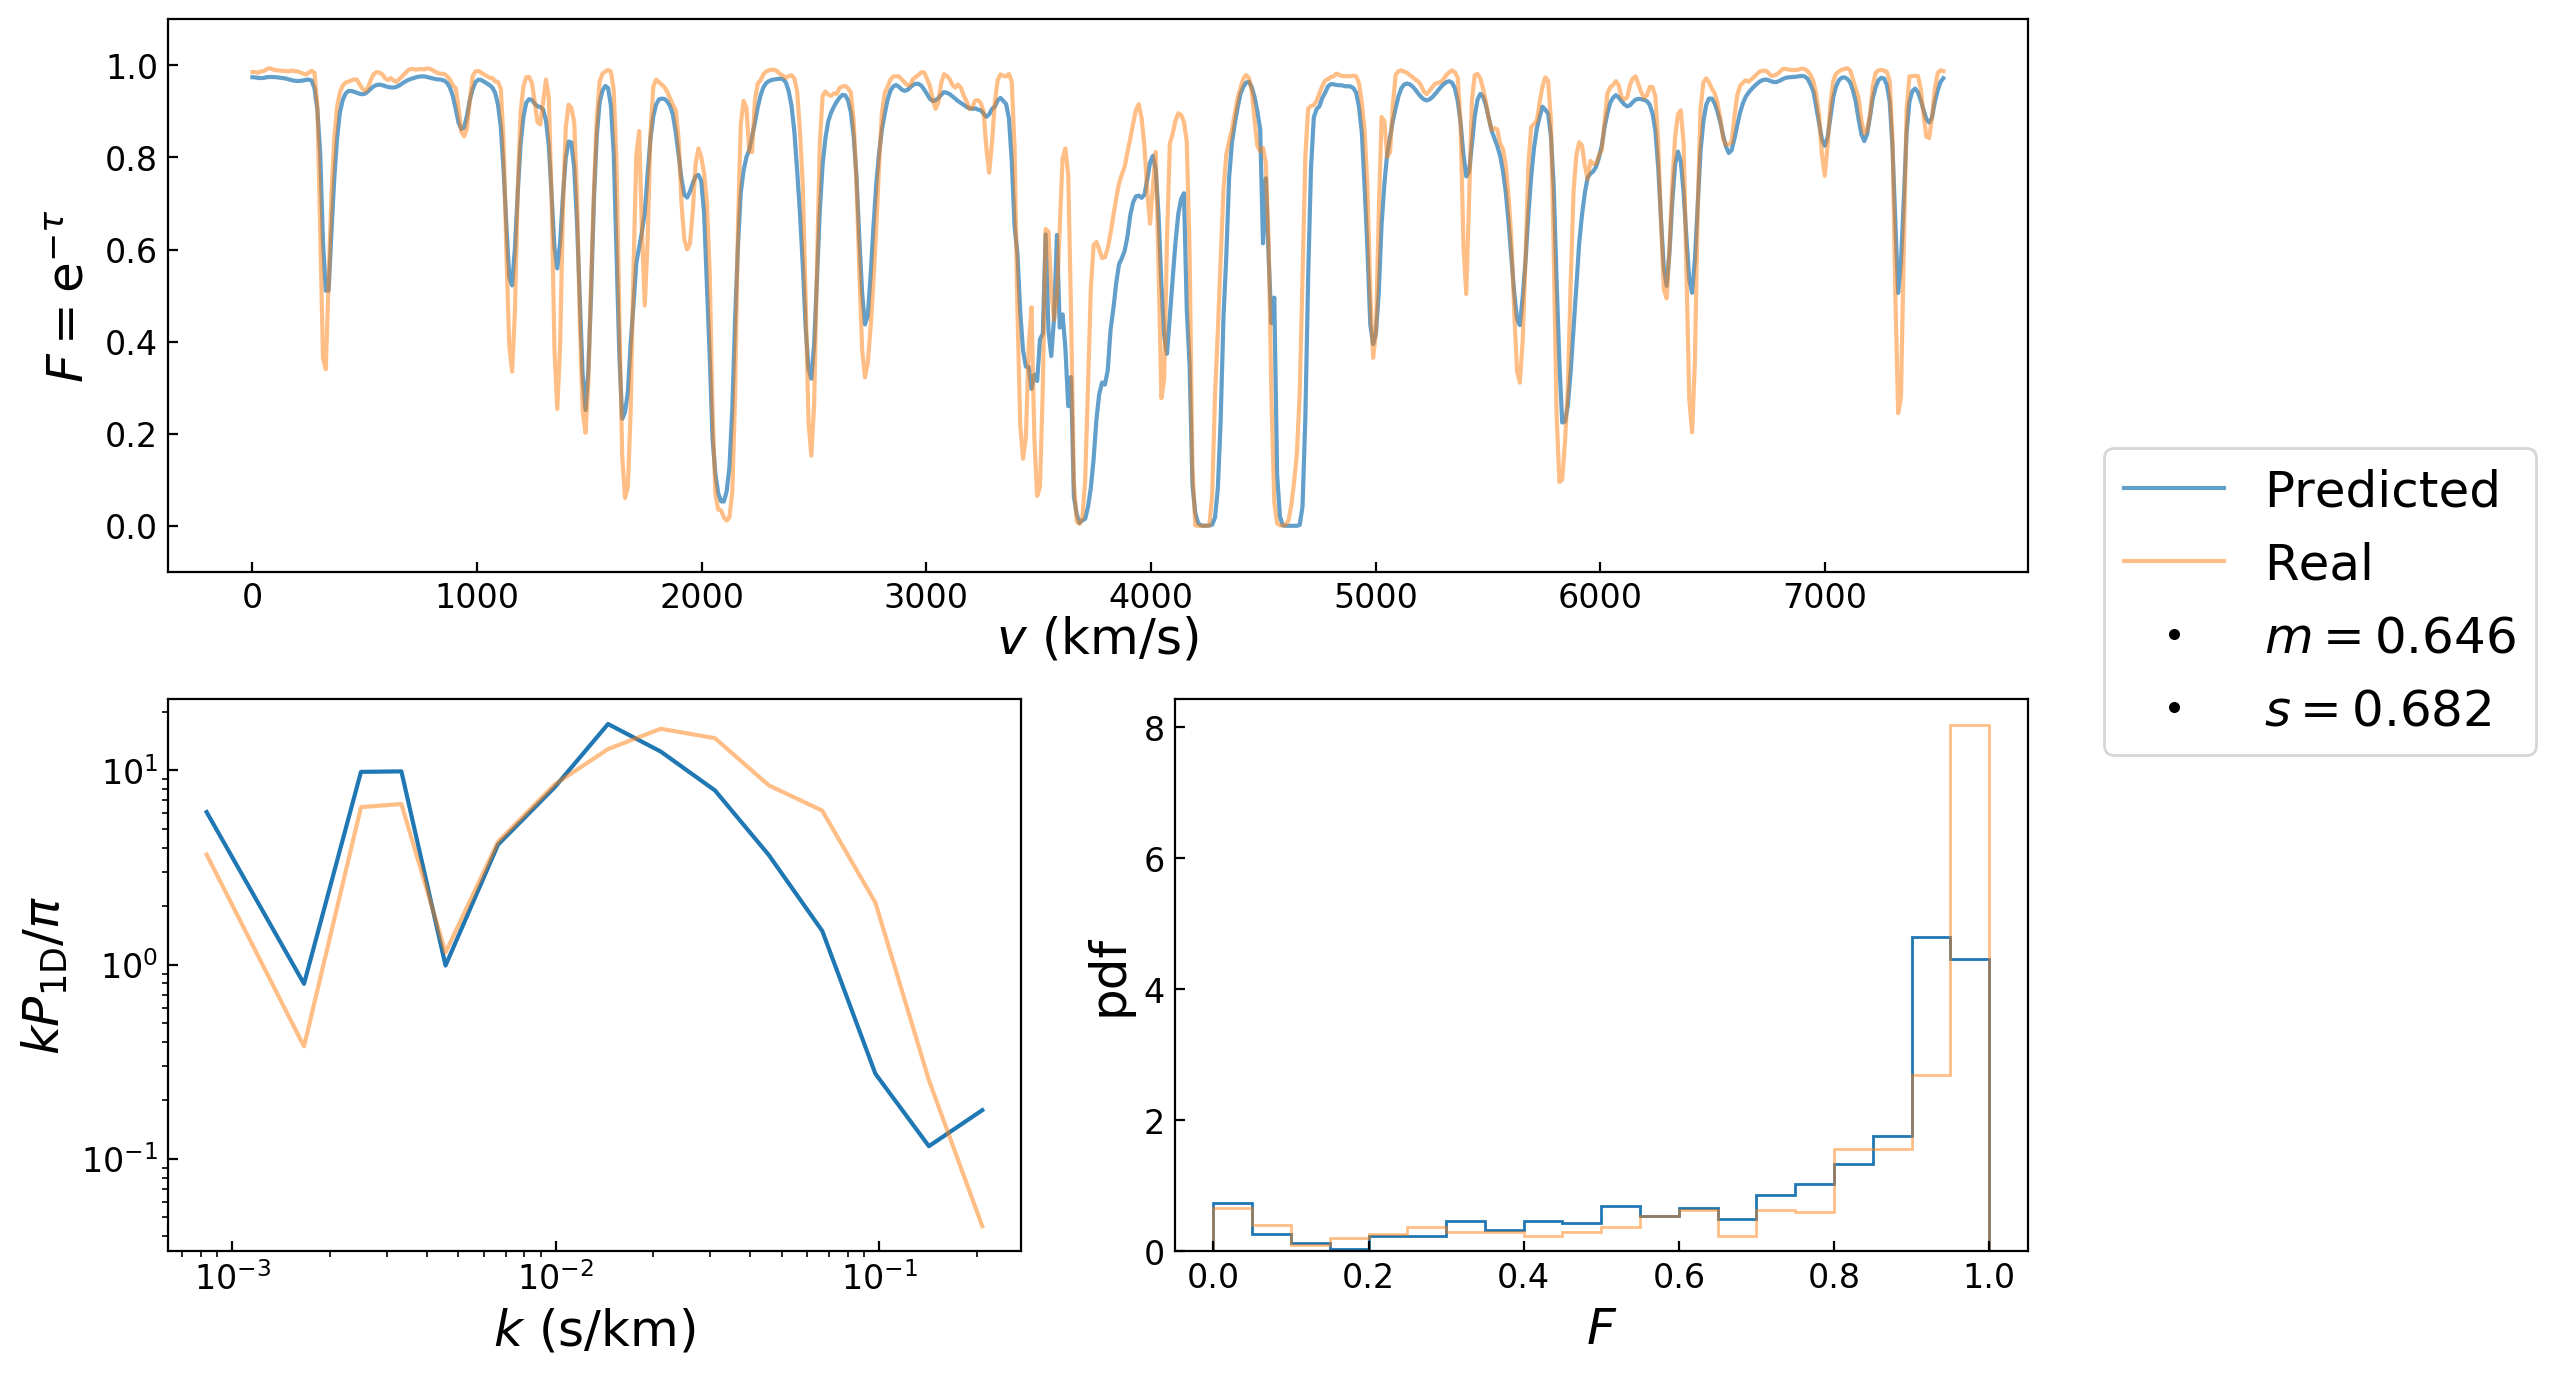 1.0
0.8
0.6
0.4
0.2
0.0
F = e^{−τ}
0 1000 2000 3000 4000 5000 6000 7000
v (km/s)
Predicted
Real
m = 0.646
s = 0.682
10^1
10^0
10^{−1}
kP_{1D}/π
10^{−3} 10^{−2} 10^{−1}
k (s/km)
8
6
4
2
0
pdf
0.0 0.2 0.4 0.6 0.8 1.0
F